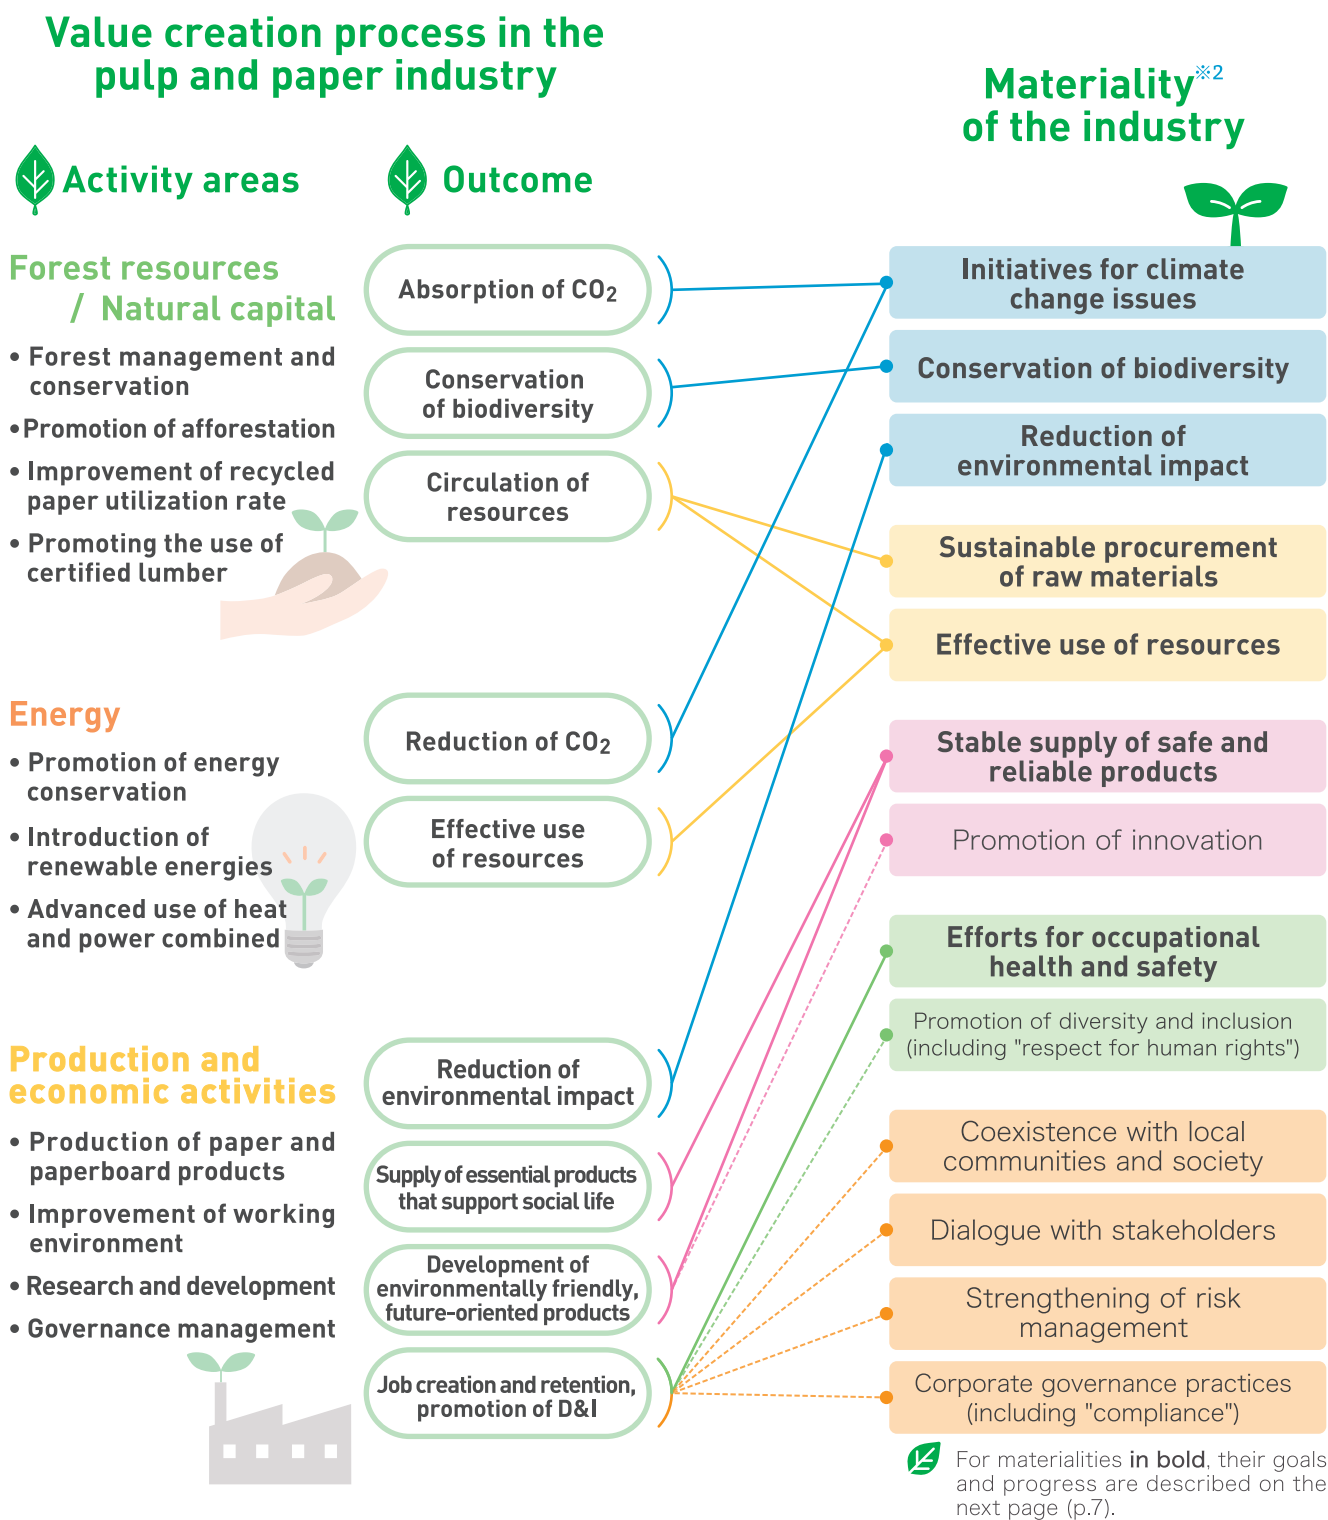 Value creation process in the
pulp and paper industry
Activity areas
Outcome
Materiality※2
of the industry
Forest resources
/ Natural capital
• Forest management and
conservation
• Promotion of afforestation
• Improvement of recycled
paper utilization rate
• Promoting the use of
certified lumber
Absorption of CO2
Conservation
of biodiversity
Circulation of
resources
Energy
• Promotion of energy
conservation
• Introduction of
renewable energies
• Advanced use of heat
and power combined
Reduction of CO2
Effective use
of resources
Production and
economic activities
• Production of paper and
paperboard products
• Improvement of working
environment
• Research and development
• Governance management
Reduction of
environmental impact
Supply of essential products
that support social life
Development of
environmentally friendly,
future-oriented products
Job creation and retention,
promotion of D&I
Initiatives for climate
change issues
Conservation of biodiversity
Reduction of
environmental impact
Sustainable procurement
of raw materials
Effective use of resources
Stable supply of safe and
reliable products
Promotion of innovation
Efforts for occupational
health and safety
Promotion of diversity and inclusion
(including "respect for human rights")
Coexistence with local
communities and society
Dialogue with stakeholders
Strengthening of risk
management
Corporate governance practices
(including "compliance")
For materialities in bold, their goals
and progress are described on the
next page (p.7).